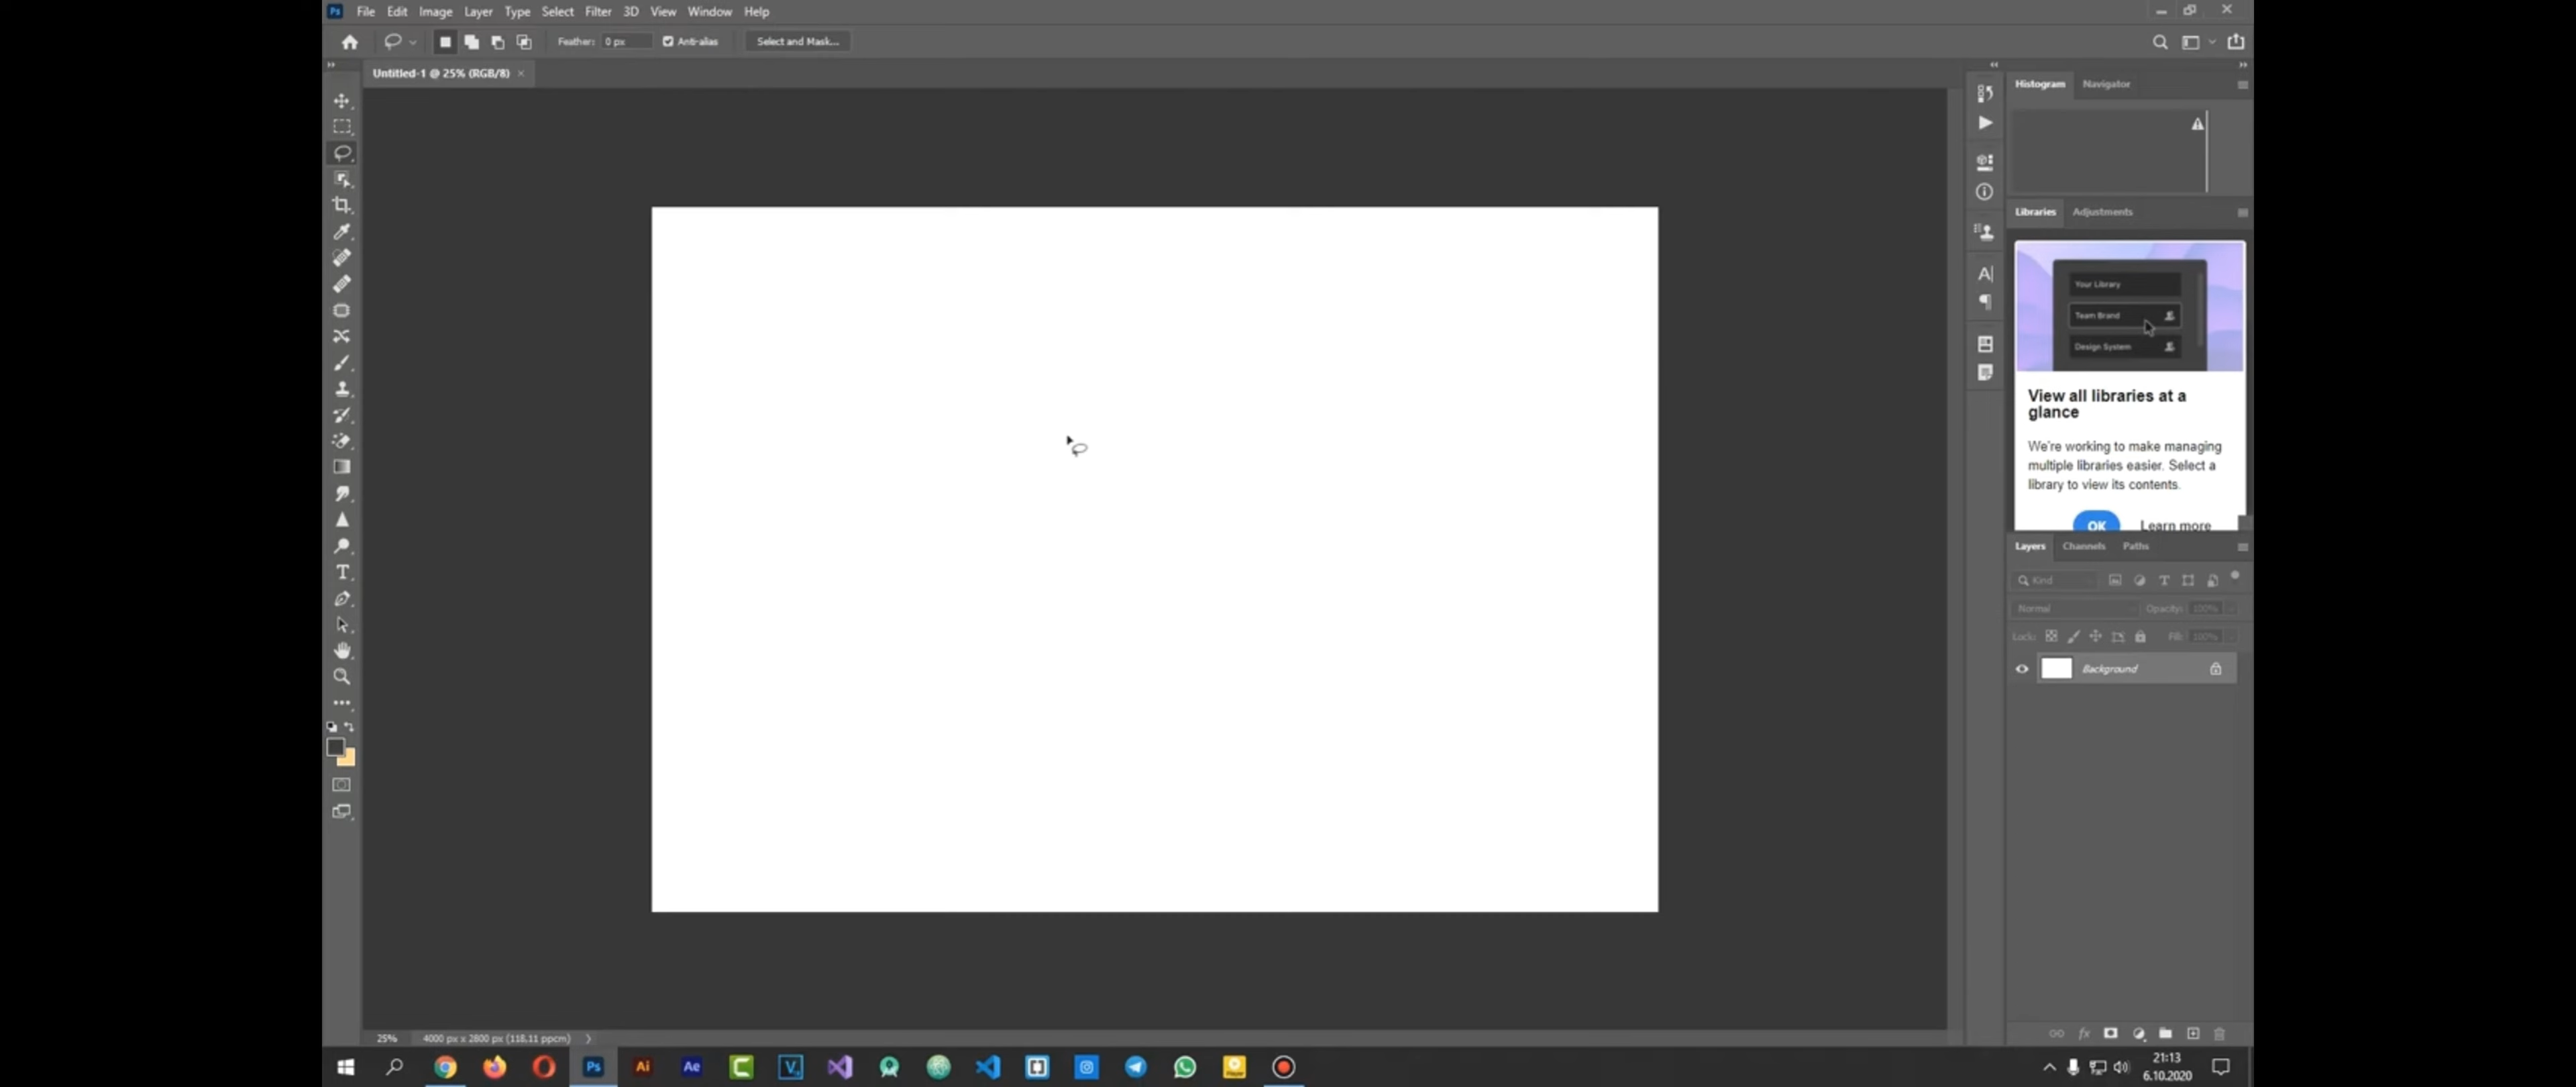 Ps File Edit Image Layer Type Select Filter 3D View Window Help
Feather: 0 px Anti-alias Select and Mask...
Untitled-1 @ 25% (RGB/8) ×
Histogram Navigator
Libraries Adjustments
Your Library
Team Brand
Design System
View all libraries at a
glance
We're working to make managing
multiple libraries easier. Select a
library to view its contents.
OK Learn more
Layers Channels Paths
Kind
Normal Opacity: 100%
Lock: Fill: 100%
Background
25% 4000 px x 2800 px (118,11 ppcm)
Ps Ai Ae
21:13
6.10.2020